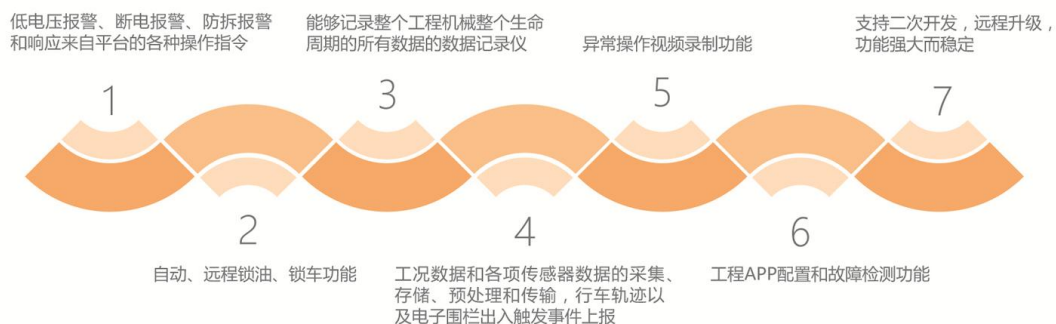 低电压报警、断电报警、防拆报警
和响应来自平台的各种操作指令
1
2
自动、远程锁油、锁车功能
能够记录整个工程机械整个生命
周期的所有数据的数据记录仪
3
4
工况数据和各项传感器数据的采集、
存储、预处理和传输，行车轨迹以
及电子围栏出入触发事件上报
异常操作视频录制功能
5
6
工程APP配置和故障检测功能
支持二次开发，远程升级，
功能强大而稳定
7